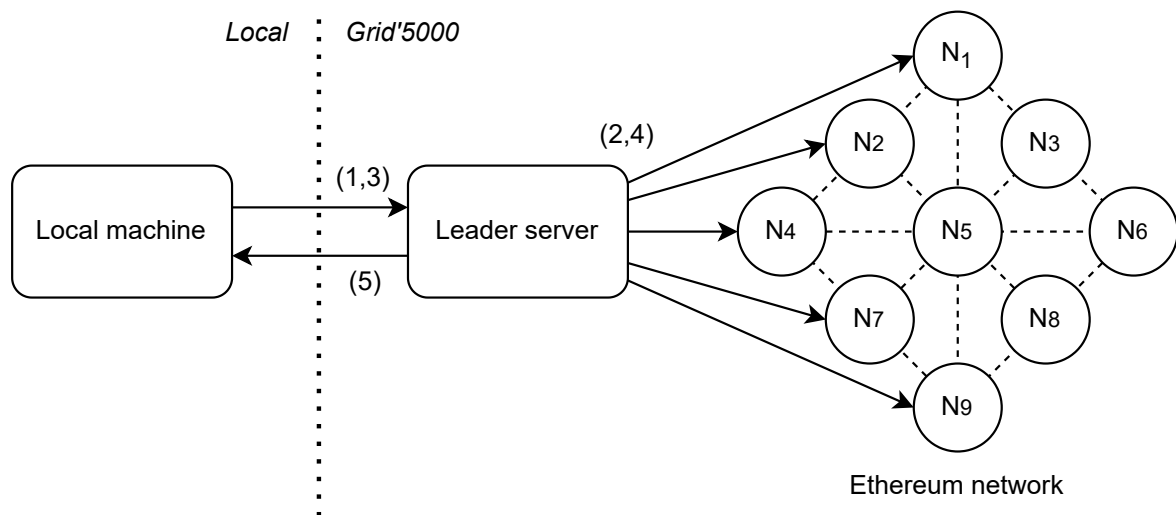 Local
Grid'5000
N1
(2,4)
N2
N3
(1,3)
Local machine
Leader server
N4
N5
N6
(5)
N7
N8
N9
Ethereum network